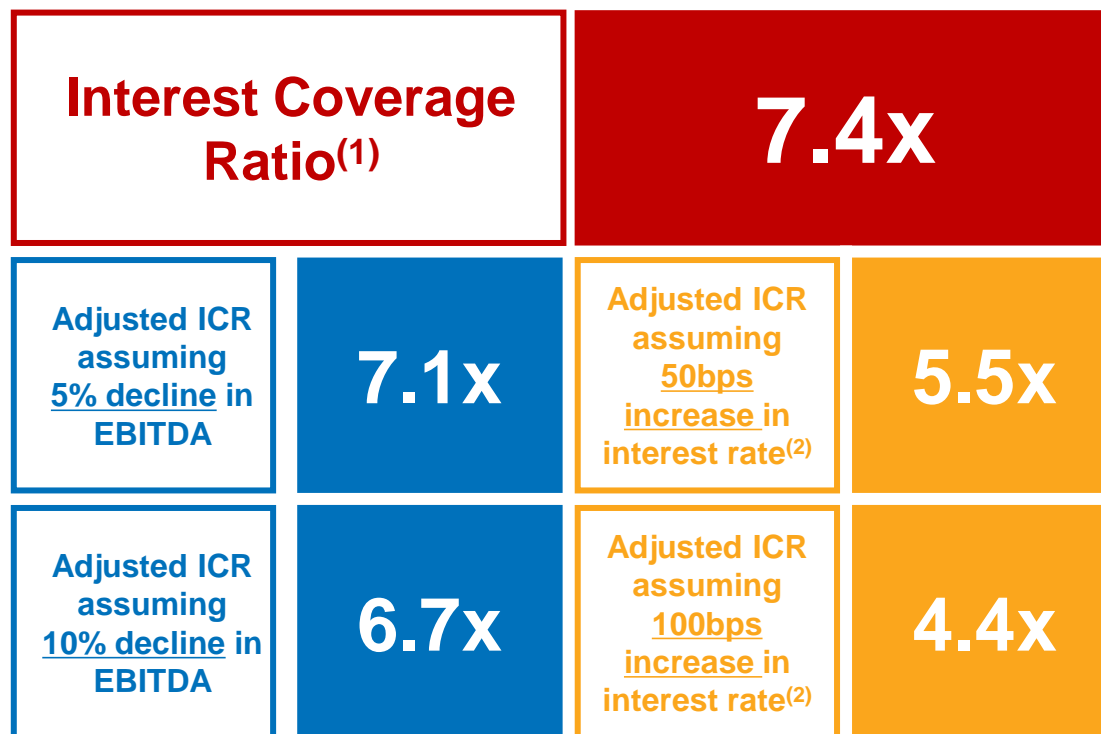 Interest Coverage
Ratio(1)
7.4x
Adjusted ICR
assuming
5% decline in
EBITDA
7.1x
Adjusted ICR
assuming
50bps
increase in
interest rate(2)
5.5x
Adjusted ICR
assuming
10% decline in
EBITDA
6.7x
Adjusted ICR
assuming
100bps
increase in
interest rate(2)
4.4x